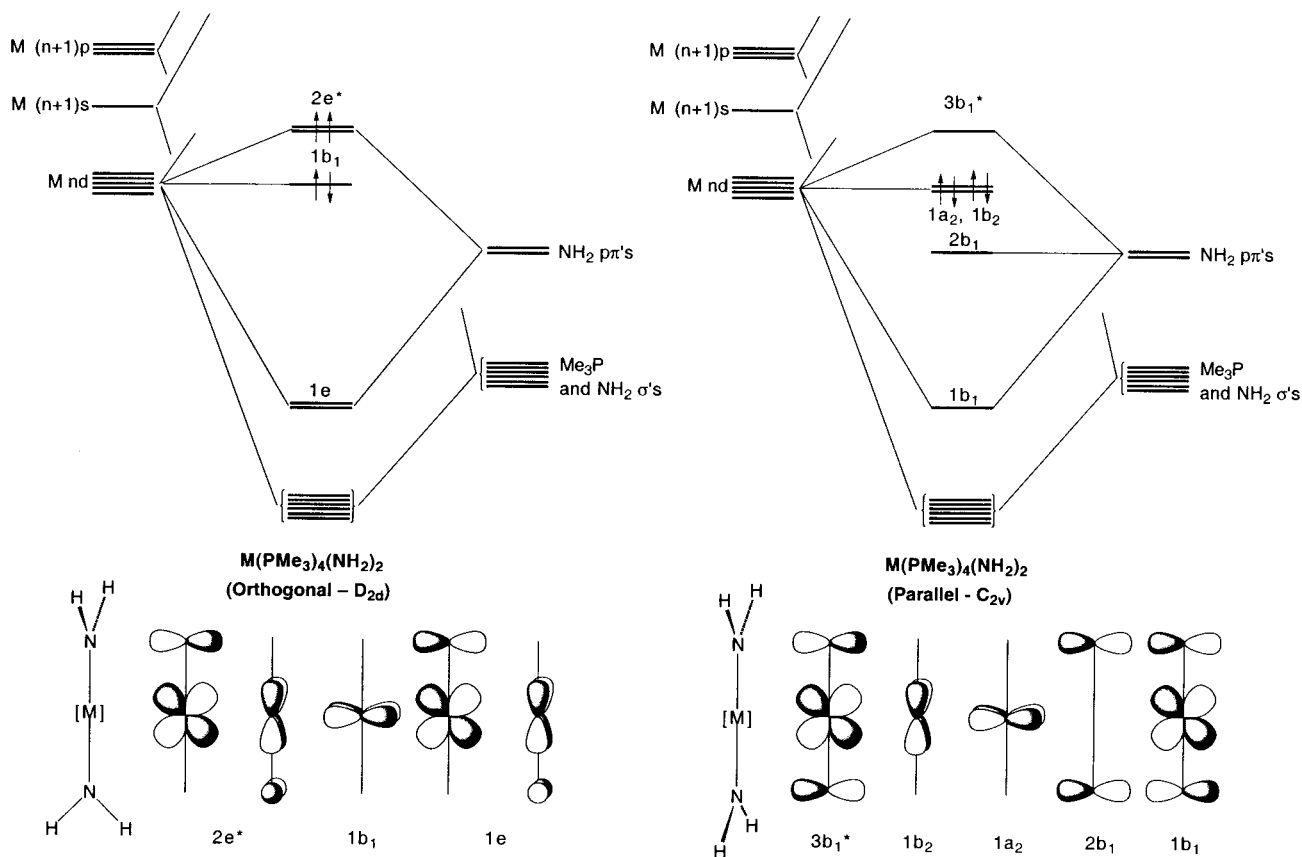 M (n+1)p
M (n+1)s
M nd
2e*
1b₁
NH₂ pπ's
1e
Me₃P
and NH₂ σ's
M(PMe₃)₄(NH₂)₂
(Orthogonal – D₂d)
H
H
N
[M]
N
H
H
2e*
1b₁
1e
M (n+1)p
M (n+1)s
M nd
3b₁*
1a₂, 1b₂
2b₁
NH₂ pπ's
1b₁
Me₃P
and NH₂ σ's
M(PMe₃)₄(NH₂)₂
(Parallel - C₂ᵥ)
H
H
N
[M]
N
H
H
3b₁*
1b₂
1a₂
2b₁
1b₁